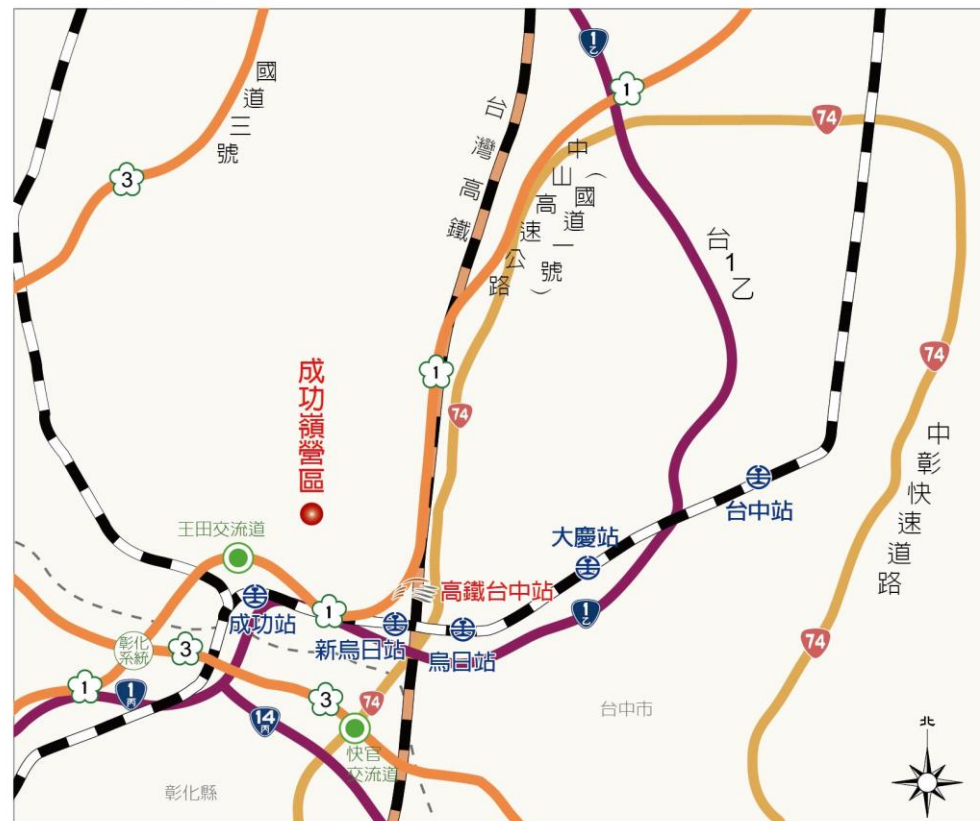 1乙
1
74
國道三號
3
台灣高鐵
中山高速公路
(國道一號)
台1乙
成功嶺營區
1
74
74
中彰快速道路
台中站
大慶站
王田交流道
高鐵台中站
成功站
1
新烏日站
烏日站
1乙
彰化系統
3
74
1
1丙
14丙
3
74
快官交流道
台中市
彰化縣
北